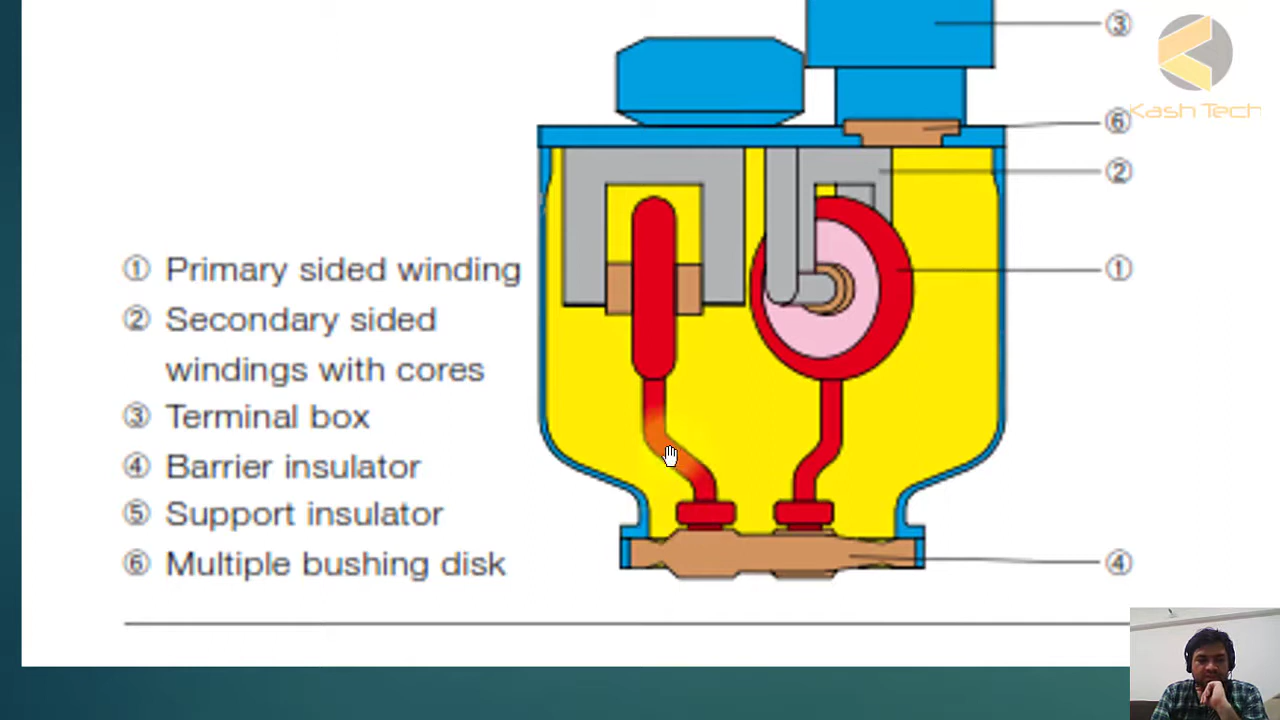 ③
Kash Tech
⑥
②
① Primary sided winding
①
② Secondary sided
windings with cores
③ Terminal box
④ Barrier insulator
⑤ Support insulator
⑥ Multiple bushing disk
④